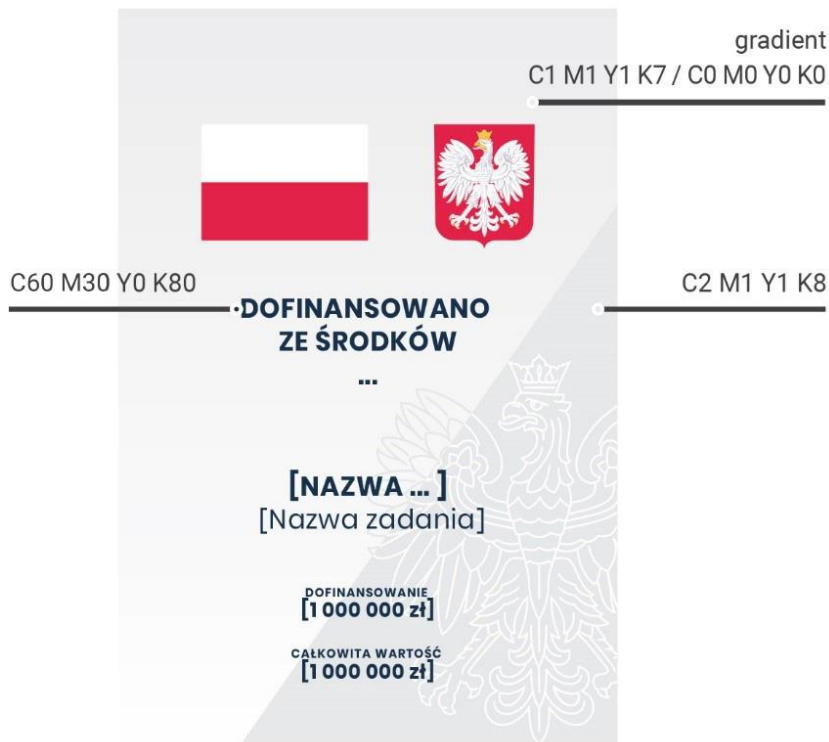 gradient
C1 M1 Y1 K7 / C0 M0 Y0 K0
C60 M30 Y0 K80
C2 M1 Y1 K8
DOFINANSOWANO
ZE ŚRODKÓW
...
[NAZWA ... ]
[Nazwa zadania]
DOFINANSOWANIE
[1 000 000 zł]
CAŁKOWITA WARTOŚĆ
[1 000 000 zł]